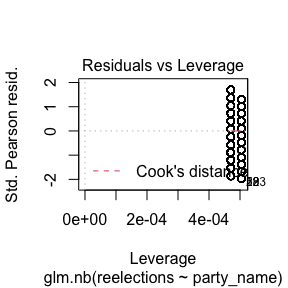 Residuals vs Leverage
Std. Pearson resid.
2
1
0
-2
Cook's distance
0e+00
2e-04
4e-04
Leverage
glm.nb(reelections ~ party_name)